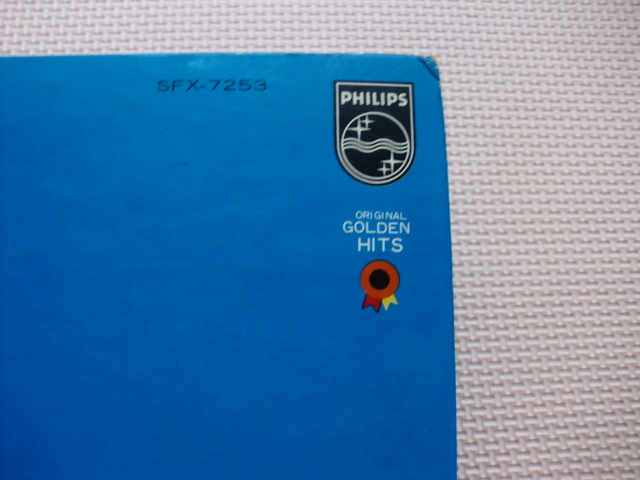 SFX-7253
PHILIPS
ORIGINAL
GOLDEN
HITS